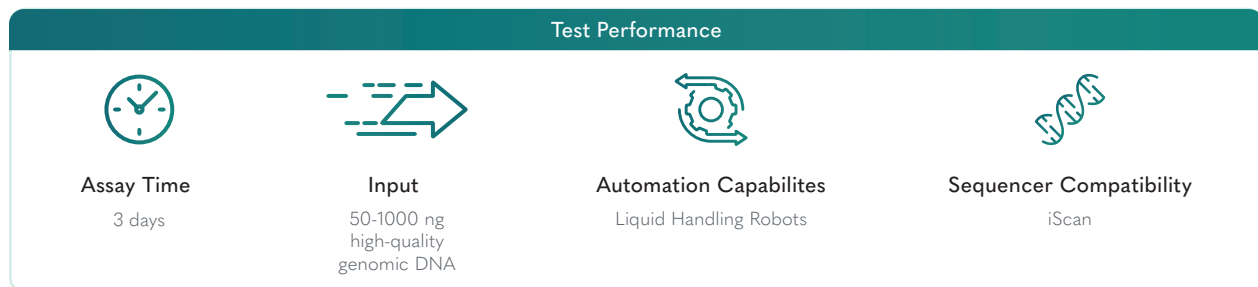 Test Performance
Assay Time
3 days
Input
50-1000 ng
high-quality
genomic DNA
Automation Capabilites
Liquid Handling Robots
Sequencer Compatibility
iScan